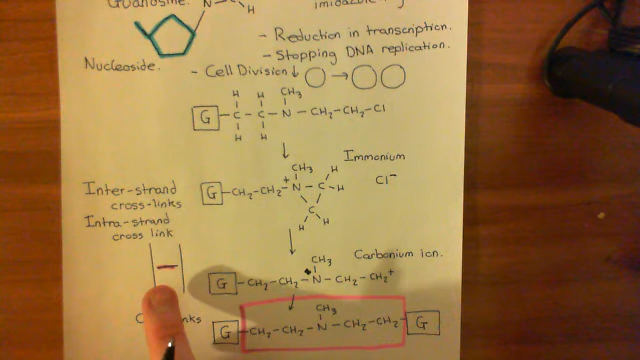 Guanosine.
N H
- Reduction in transcription.
- Stopping DNA replication.
Nucleoside.
- Cell Division ↓ ○ → ○○
H H CH₃
G - C - C - N - CH₂ - CH₂ - Cl
H H
↓
Immonium
CH₃ H
G - CH₂ - CH₂ - N⁺ - C - H
Cl⁻
C
H H
Inter-strand
cross-links
Intra-strand
cross link
↓
Carbonium ion.
CH₃
G - CH₂ - CH₂ - N - CH₂ - CH₂⁺
↓
CH₃
G - CH₂ - CH₂ - N - CH₂ - CH₂ - G